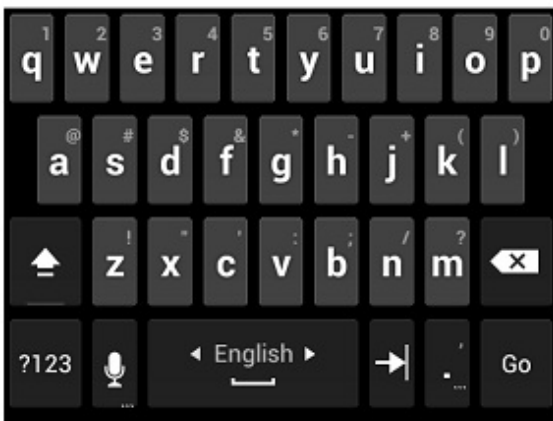 1 2 3 4 5 6 7 8 9 0
q w e r t y u i o p
@ # $ & * - + ( )
a s d f g h j k l
! " ' : ; / ?
z x c v b n m
?123 English , . ... Go